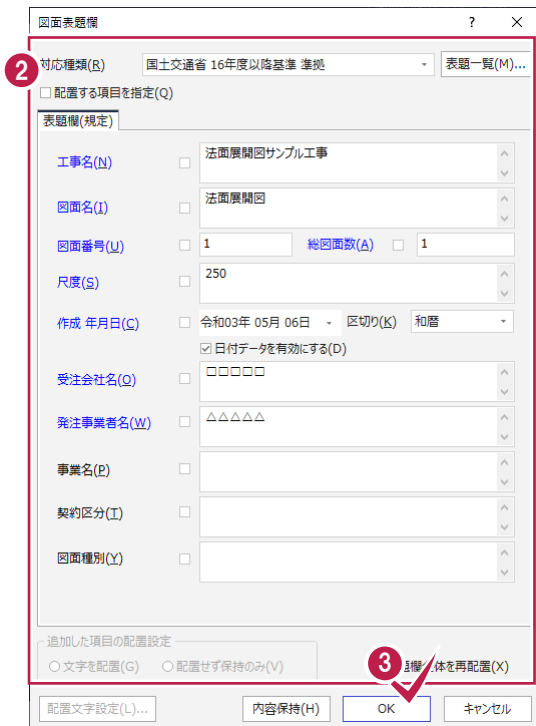 図面表題欄 ? ×
2
対応種類(R) 国土交通省 16年度以降基準 準拠 表題一覧(M)...
配置する項目を指定(Q)
表題欄(規定)
工事名(N) 法面展開図サンプル工事
図面名(I) 法面展開図
図面番号(U) 1 総図面数(A) 1
尺度(S) 250
作成 年月日(C) 令和03年 05月 06日 区切り(K) 和暦
日付データを有効にする(D)
受注会社名(O) □□□□□
発注事業者名(W) △△△△△
事業名(P)
契約区分(T)
図面種別(Y)
追加した項目の配置設定
文字を配置(G) 配置せず保持のみ(V)
3
欄 体を再配置(X)
配置文字設定(L)... 内容保持(H) OK キャンセル